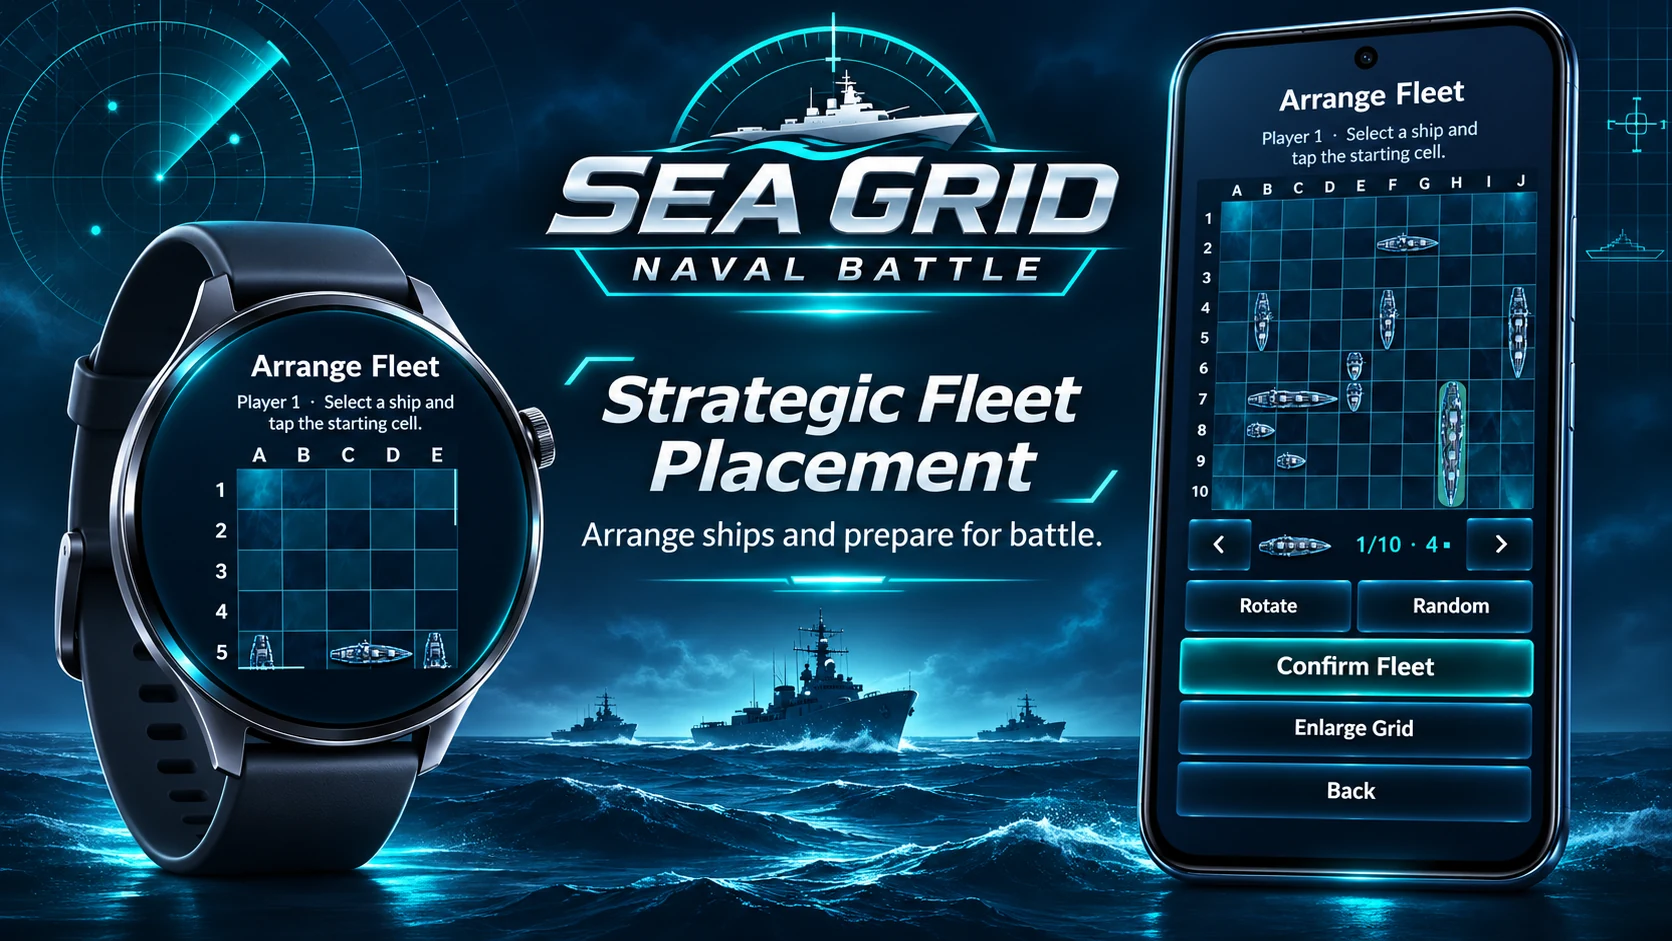 SEA GRID
NAVAL BATTLE
Strategic Fleet
Placement
Arrange ships and prepare for battle.
Arrange Fleet
Player 1 · Select a ship and
tap the starting cell.
A B C D E
1
2
3
4
5
Arrange Fleet
Player 1 · Select a ship and
tap the starting cell.
A B C D E F G H I J
1
2
3
4
5
6
7
8
9
10
1/10 · 4
Rotate
Random
Confirm Fleet
Enlarge Grid
Back